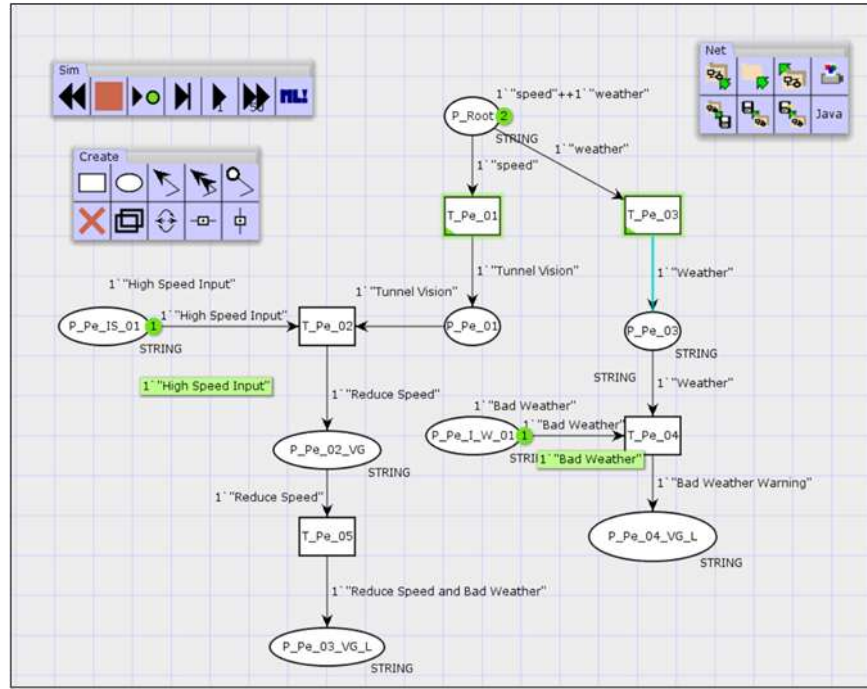 Sim
1
50
ML!
Net
Java
Create
1`"speed"++1`"weather"
P_Root
2
STRING
1`"speed"
1`"weather"
T_Pe_01
T_Pe_03
1`"Tunnel Vision"
1`"Weather"
1`"High Speed Input"
1`"Tunnel Vision"
P_Pe_IS_01
1
1`"High Speed Input"
T_Pe_02
P_Pe_01
P_Pe_03
STRING
STRING
STRING
1`"High Speed Input"
1`"Weather"
1`"Reduce Speed"
1`"Bad Weather"
1`"Bad Weather"
P_Pe_I_W_01
1
T_Pe_04
P_Pe_02_VG
1`"Bad Weather"
STRING
1`"Bad Weather Warning"
1`"Reduce Speed"
T_Pe_05
P_Pe_04_VG_L
STRING
1`"Reduce Speed and Bad Weather"
P_Pe_03_VG_L
STRING